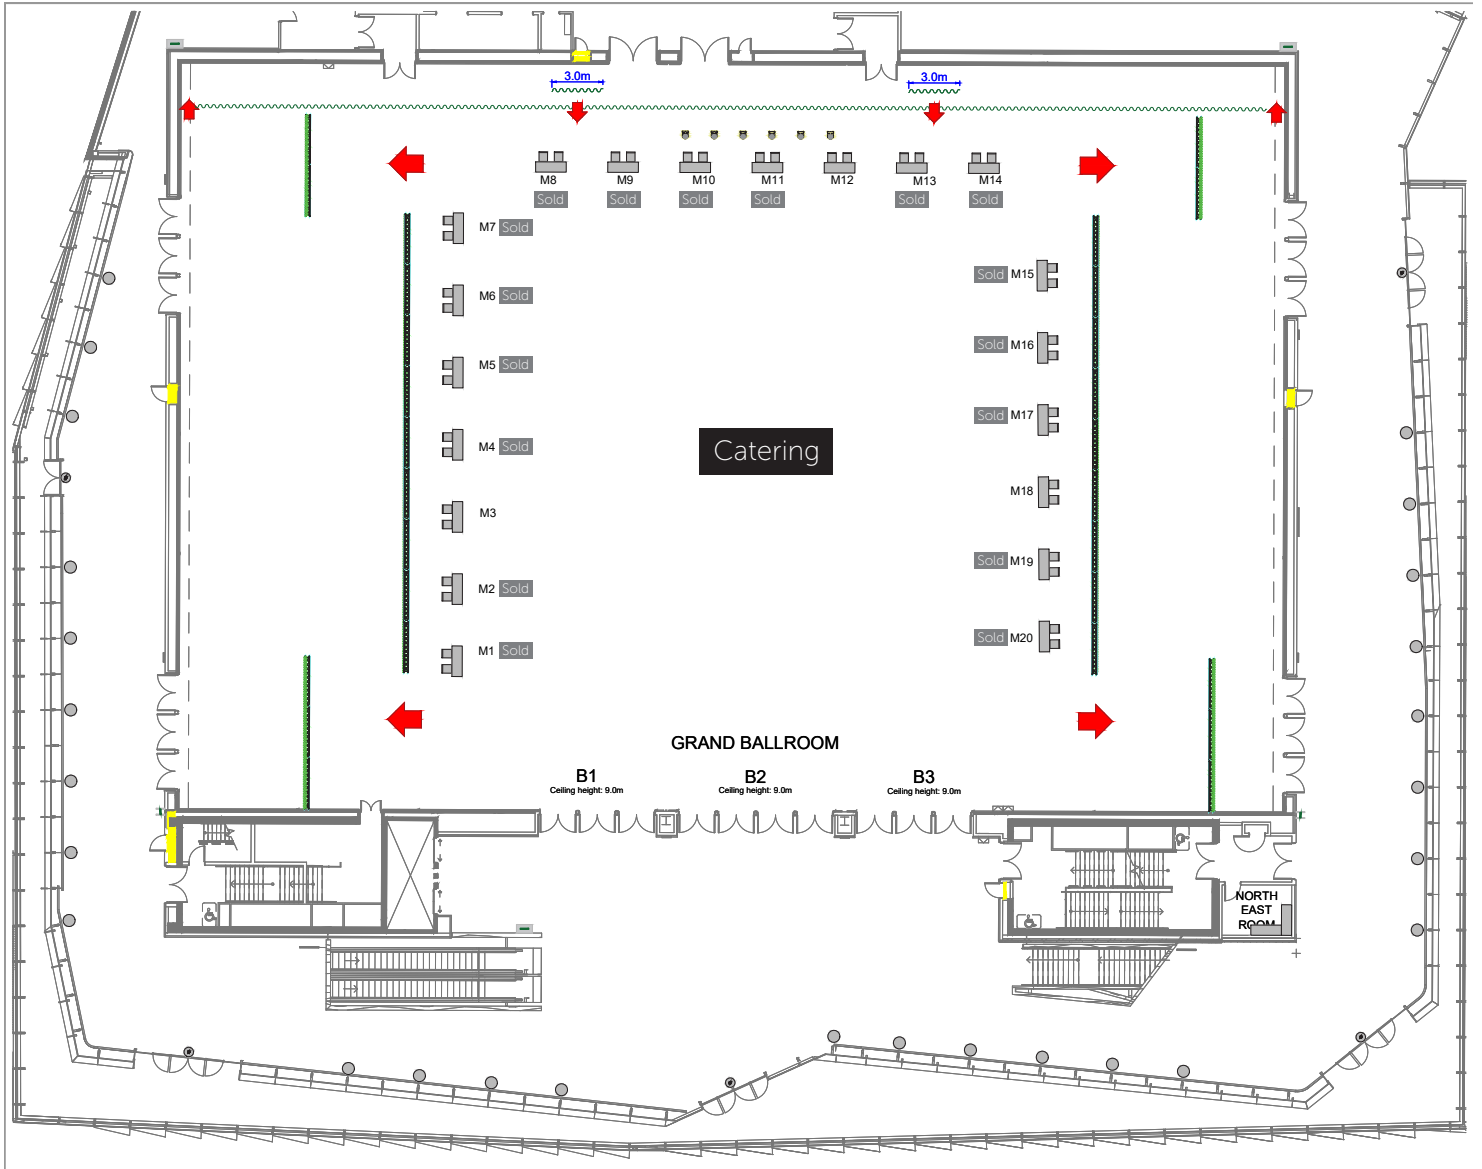 3.0m
3.0m
M8
M9
M10
M11
M12
M13
M14
Sold
Sold
Sold
Sold
Sold
Sold
M7 Sold
Sold M15
M6 Sold
Sold M16
M5 Sold
Sold M17
M4 Sold
Catering
M3
M18
M2 Sold
Sold M19
M1 Sold
Sold M20
GRAND BALLROOM
B1
Ceiling height: 9.0m
B2
Ceiling height: 9.0m
B3
Ceiling height: 9.0m
NORTH
EAST
ROOM